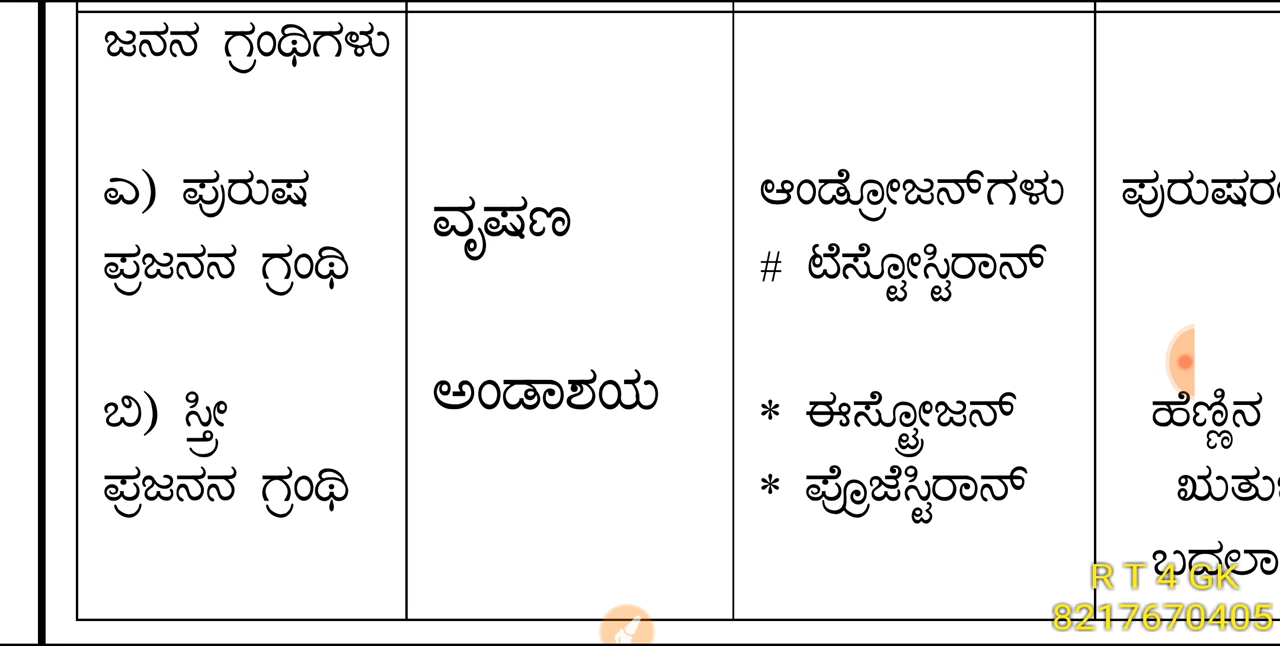 ಜನನ ಗ್ರಂಥಿಗಳು
ಎ) ಪುರುಷ
ಪ್ರಜನನ ಗ್ರಂಥಿ
ಬಿ) ಸ್ತ್ರೀ
ಪ್ರಜನನ ಗ್ರಂಥಿ
ವೃಷಣ
ಅಂಡಾಶಯ
ಆಂಡ್ರೋಜನ್‌ಗಳು
# ಟೆಸ್ಟೋಸ್ಟಿರಾನ್
* ಈಸ್ಟ್ರೋಜನ್
* ಪ್ರೊಜೆಸ್ಟಿರಾನ್
ಹೆಣ್ಣಿನ
R T 4 GK
8217670405